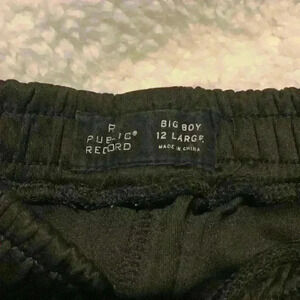 P
PUBLIC®
RECORD
BIG BOY
12 LARGE
MADE IN CHINA